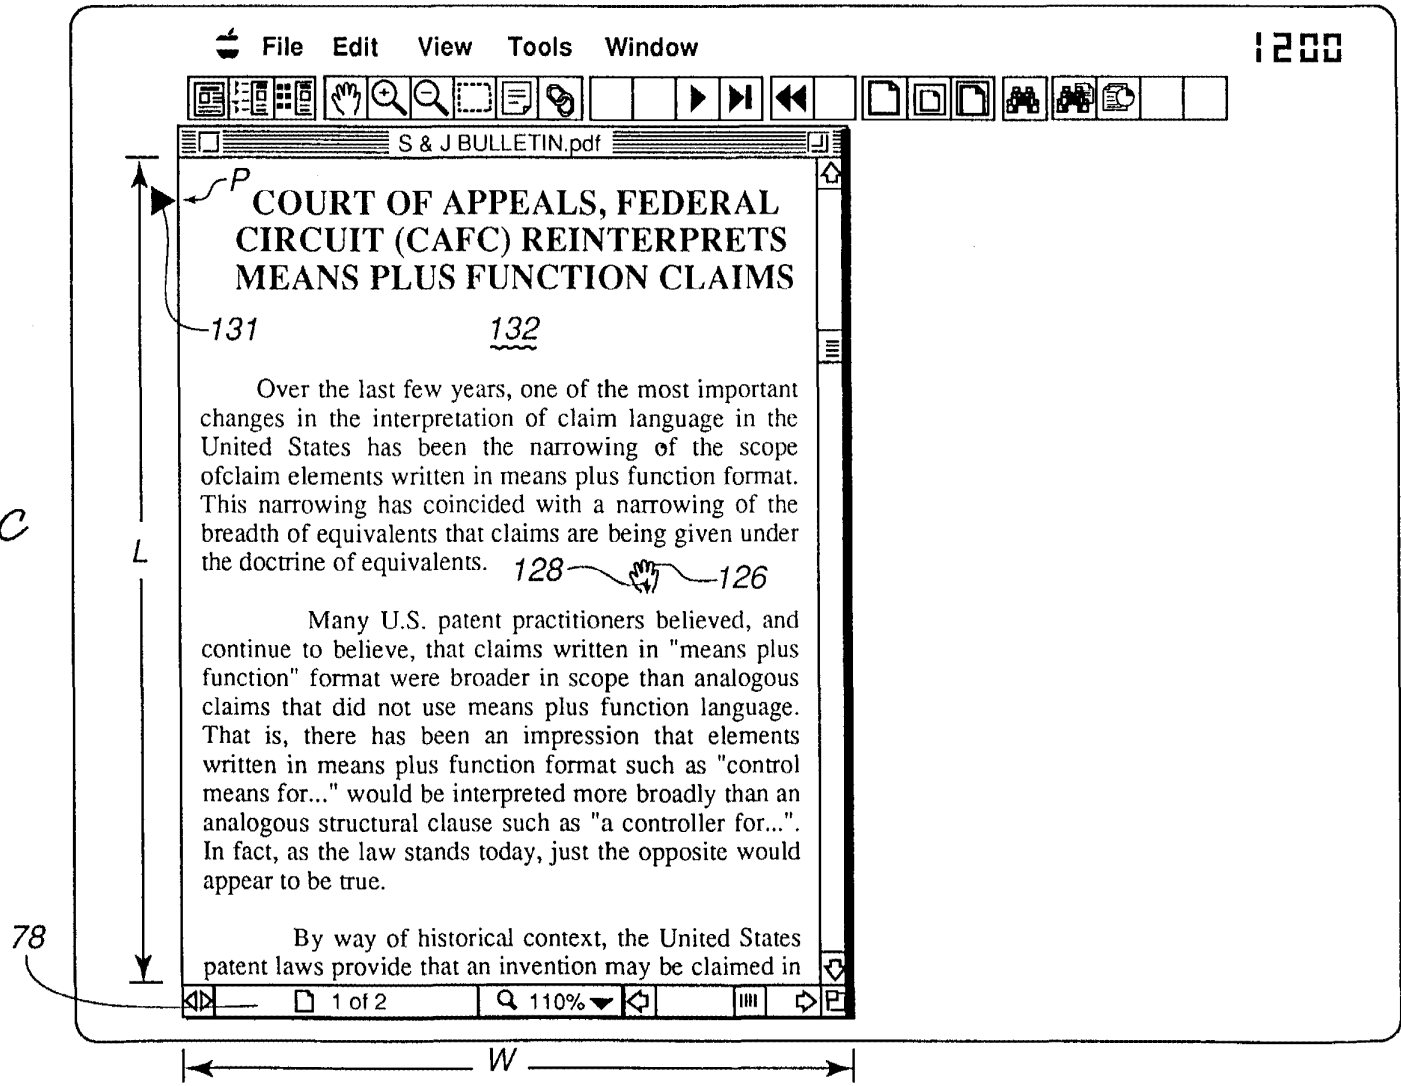 File Edit View Tools Window
1200
S & J BULLETIN.pdf
P
COURT OF APPEALS, FEDERAL
CIRCUIT (CAFC) REINTERPRETS
MEANS PLUS FUNCTION CLAIMS
131
132
Over the last few years, one of the most important
changes in the interpretation of claim language in the
United States has been the narrowing of the scope
ofclaim elements written in means plus function format.
This narrowing has coincided with a narrowing of the
C
breadth of equivalents that claims are being given under
L
the doctrine of equivalents.
128 126
Many U.S. patent practitioners believed, and
continue to believe, that claims written in "means plus
function" format were broader in scope than analogous
claims that did not use means plus function language.
That is, there has been an impression that elements
written in means plus function format such as "control
means for..." would be interpreted more broadly than an
analogous structural clause such as "a controller for...".
In fact, as the law stands today, just the opposite would
appear to be true.
78
By way of historical context, the United States
patent laws provide that an invention may be claimed in
1 of 2 110%
W